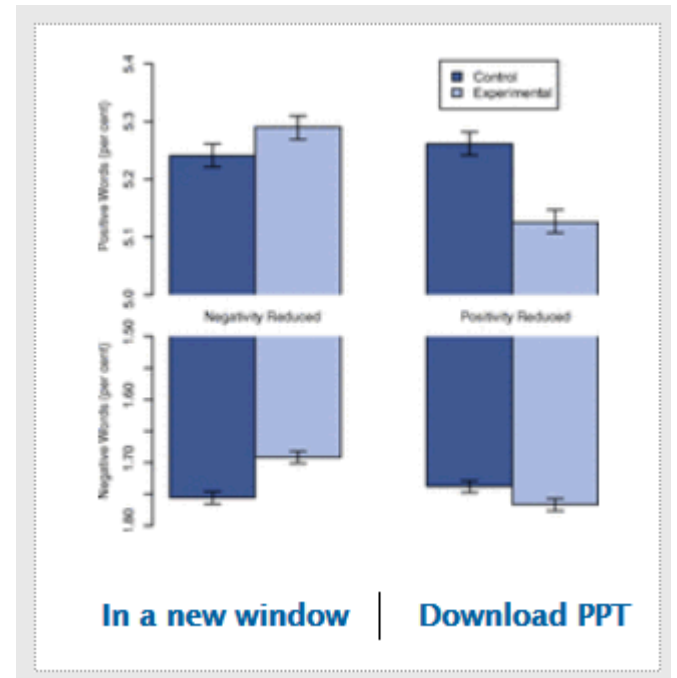 Positive Words (per cent)
5.4
5.3
5.2
5.1
5.0
Control
Experimental
Negativity Reduced
Positivity Reduced
Negative Words (per cent)
1.50
1.60
1.70
1.80
In a new window
Download PPT